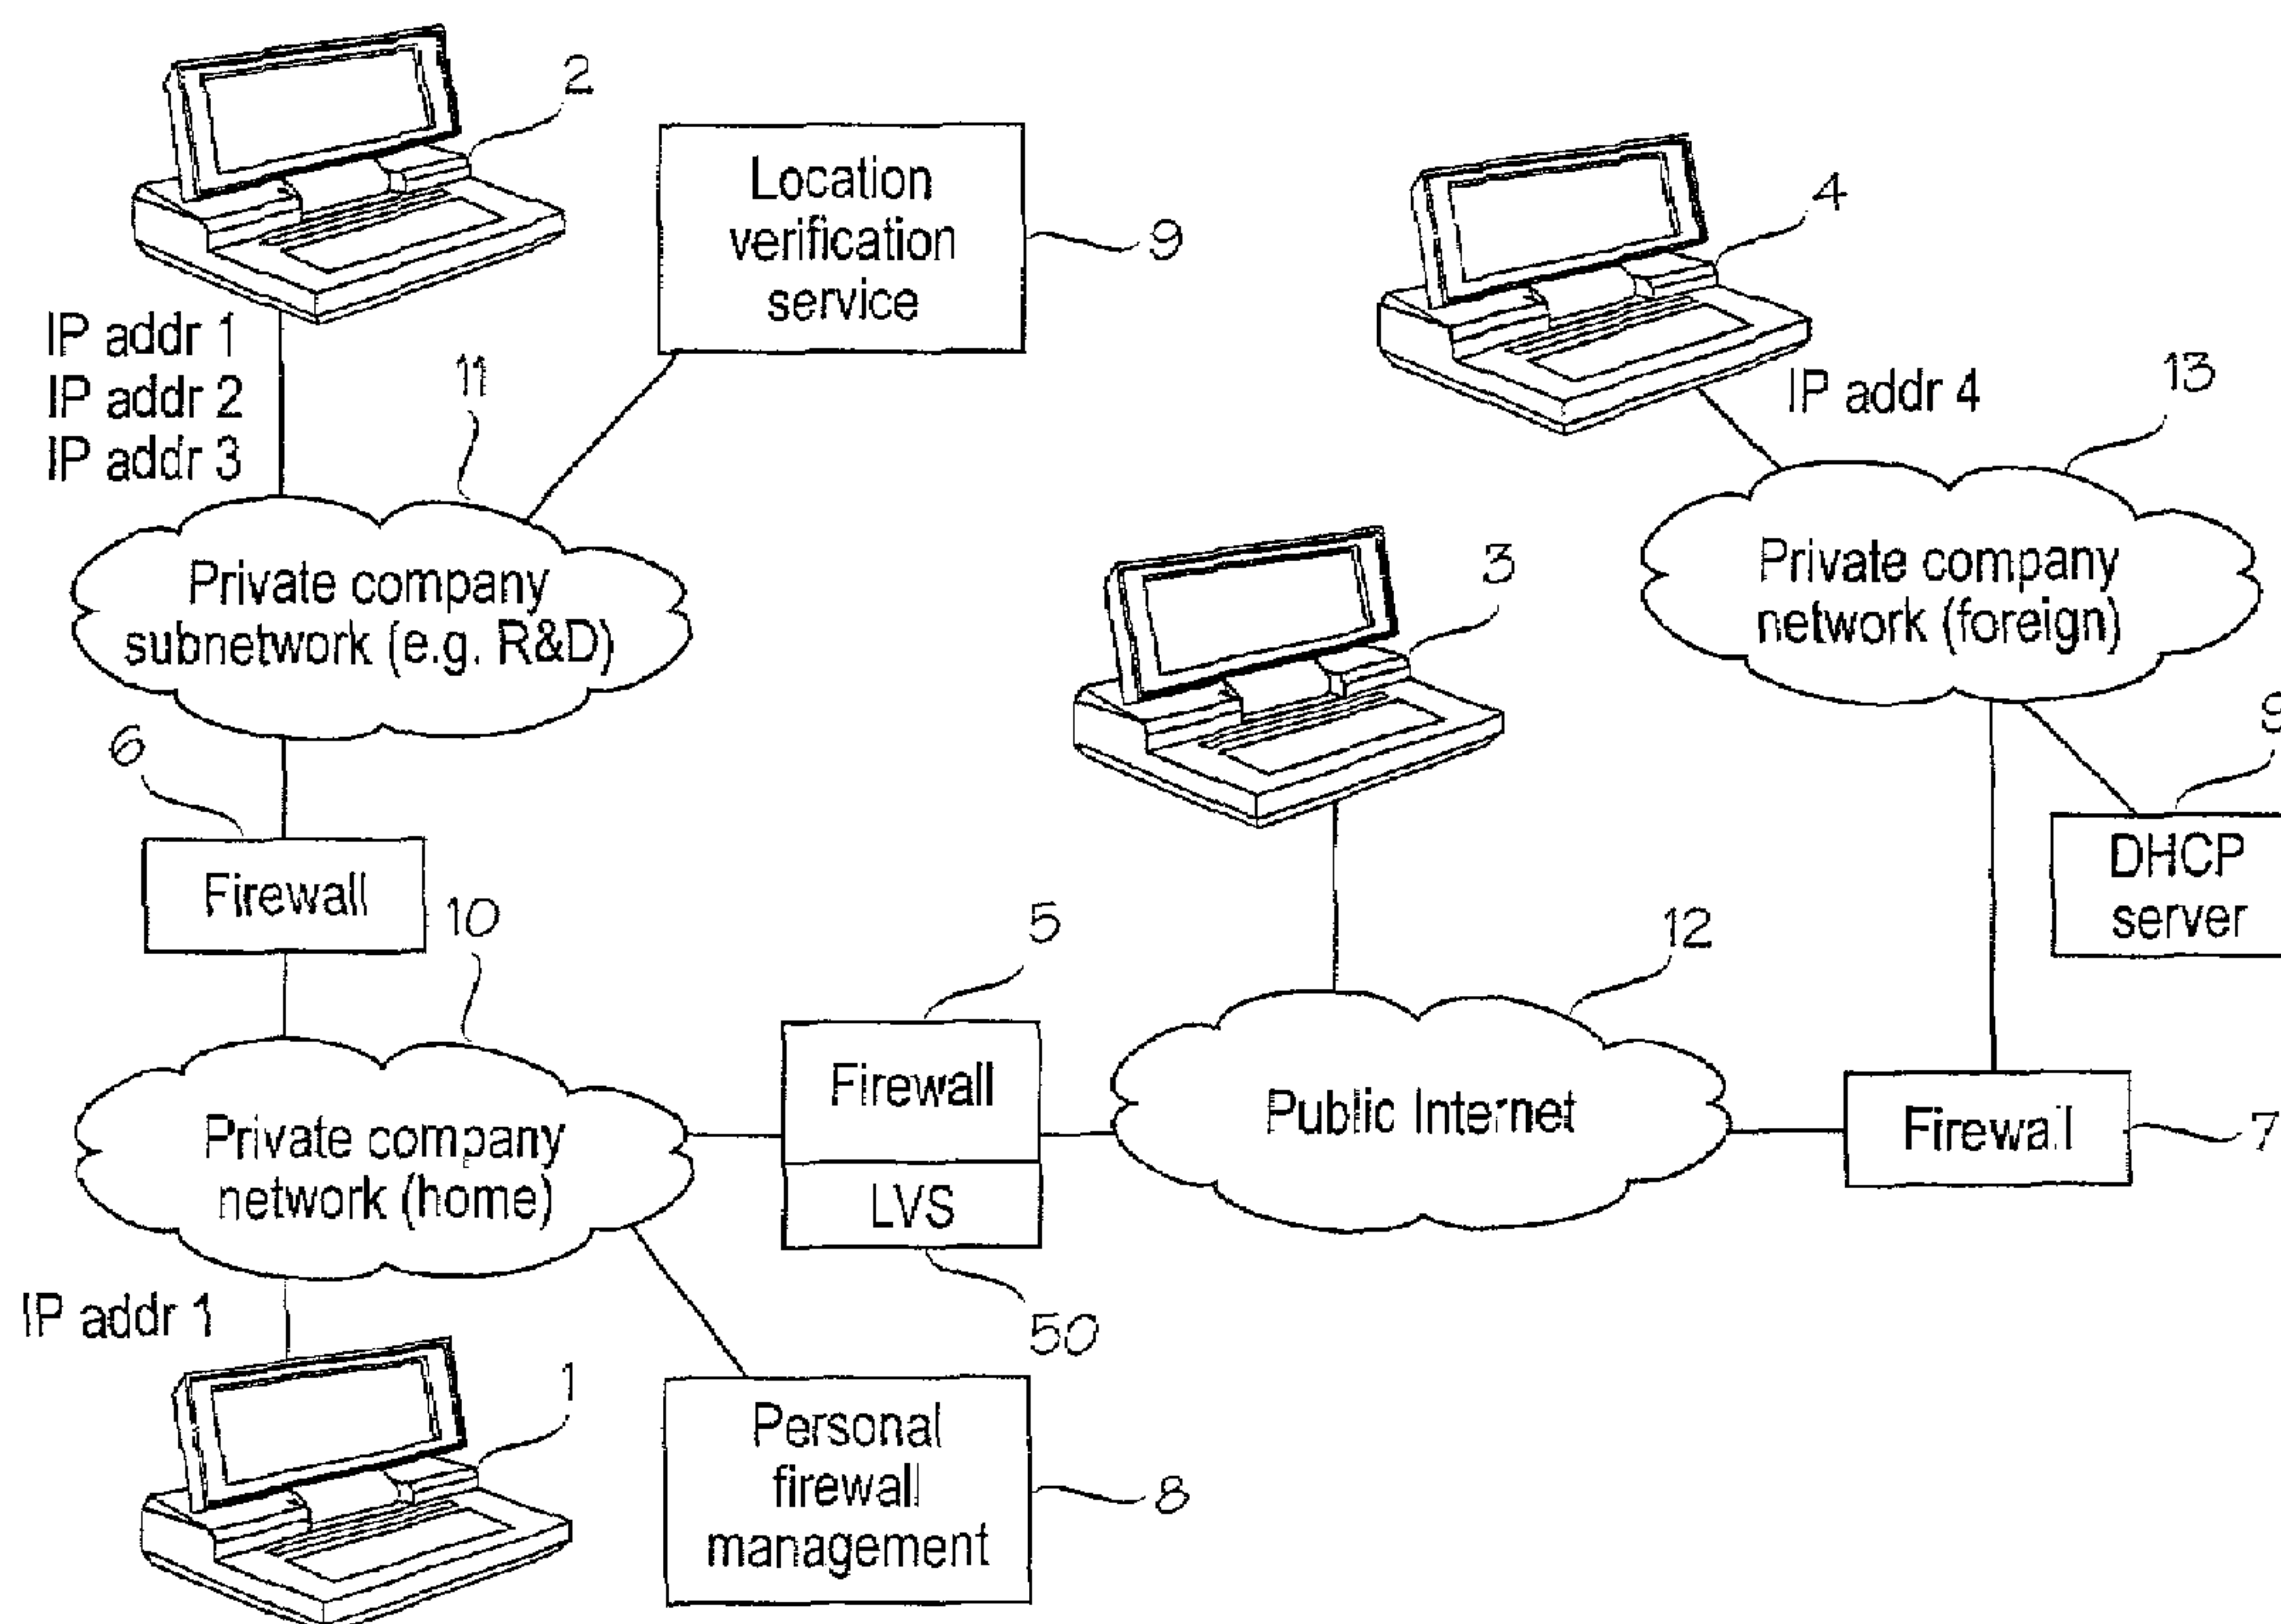 2
Location
verification
service
9
4
IP addr 1
IP addr 2
IP addr 3
11
IP addr 4
13
Private company
subnetwork (e.g. R&D)
3
Private company
network (foreign)
6
9
Firewall
DHCP
server
10
5
12
Firewall
Public Internet
Firewall
7
Private company
network (home)
LVS
IP addr 1
50
1
Personal
firewall
management
8